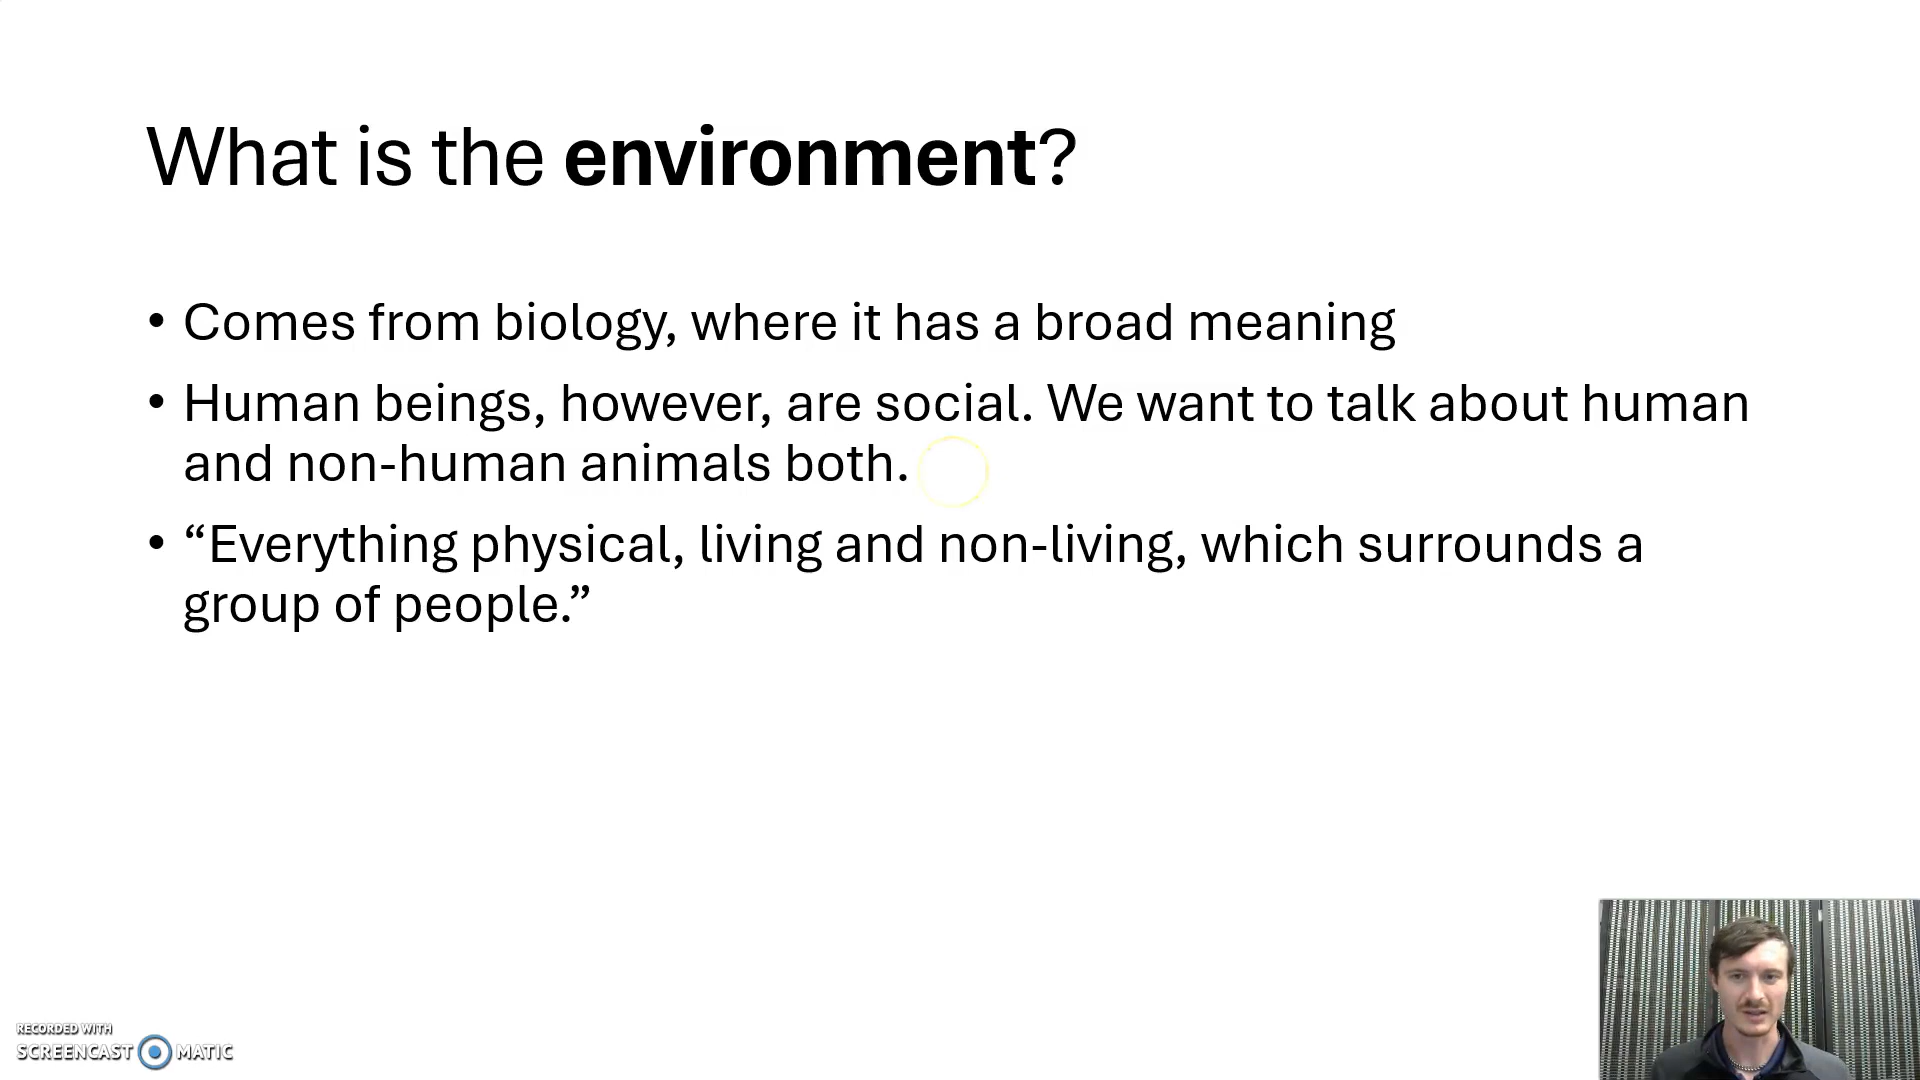 What is the environment?
• Comes from biology, where it has a broad meaning
• Human beings, however, are social. We want to talk about human
and non-human animals both.
• “Everything physical, living and non-living, which surrounds a
group of people.”
RECORDED WITH
SCREENCAST MATIC